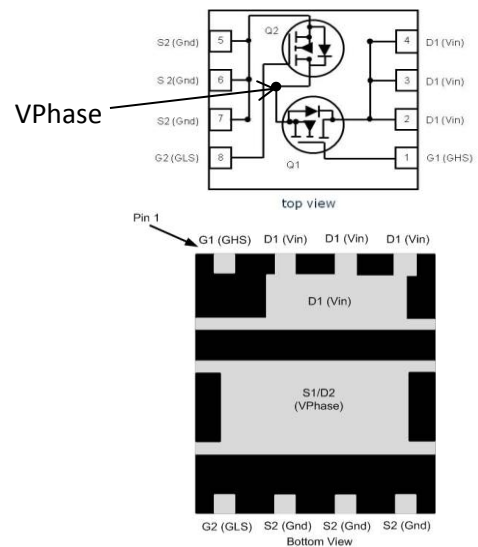 S2 (Gnd) 5 Q2 4 D1 (Vin)
S 2(Gnd) 6 3 D1 (Vin)
VPhase
S2 (Gnd) 7 2 D1 (Vin)
G2 (GLS) 8 Q1 1 G1 (GHS)
top view
Pin 1
G1 (GHS) D1 (Vin) D1 (Vin) D1 (Vin)
D1 (Vin)
S1/D2
(VPhase)
G2 (GLS) S2 (Gnd) S2 (Gnd) S2 (Gnd)
Bottom View